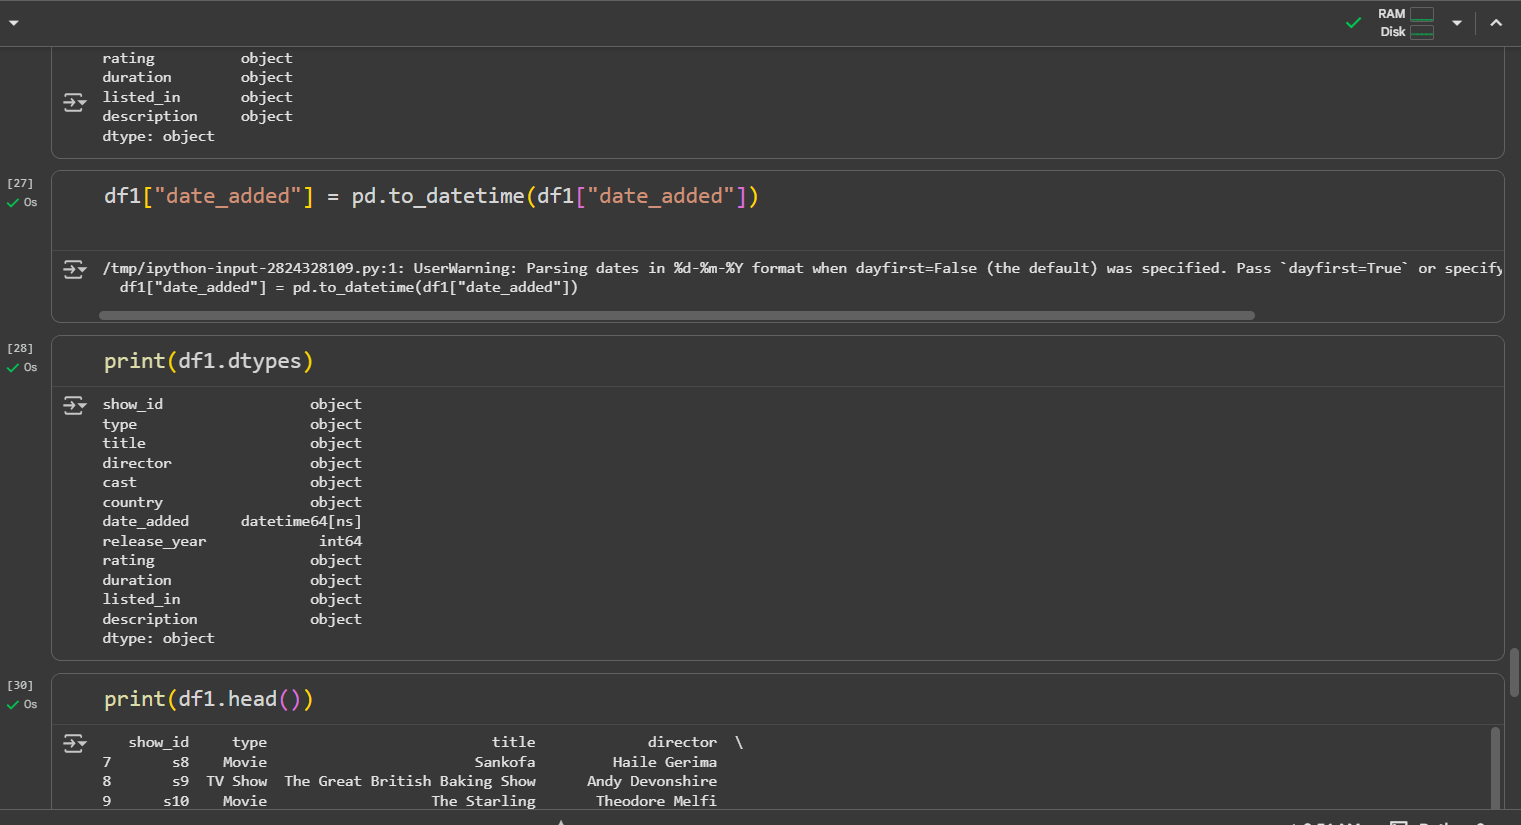 RAM
Disk
rating object
duration object
listed_in object
description object
dtype: object
[27]
0s
df1["date_added"] = pd.to_datetime(df1["date_added"])
/tmp/ipython-input-2824328109.py:1: UserWarning: Parsing dates in %d-%m-%Y format when dayfirst=False (the default) was specified. Pass `dayfirst=True` or specify
df1["date_added"] = pd.to_datetime(df1["date_added"])
[28]
0s
print(df1.dtypes)
show_id object
type object
title object
director object
cast object
country object
date_added datetime64[ns]
release_year int64
rating object
duration object
listed_in object
description object
dtype: object
[30]
0s
print(df1.head())
show_id type title director \
7 s8 Movie Sankofa Haile Gerima
8 s9 TV Show The Great British Baking Show Andy Devonshire
9 s10 Movie The Starling Theodore Melfi